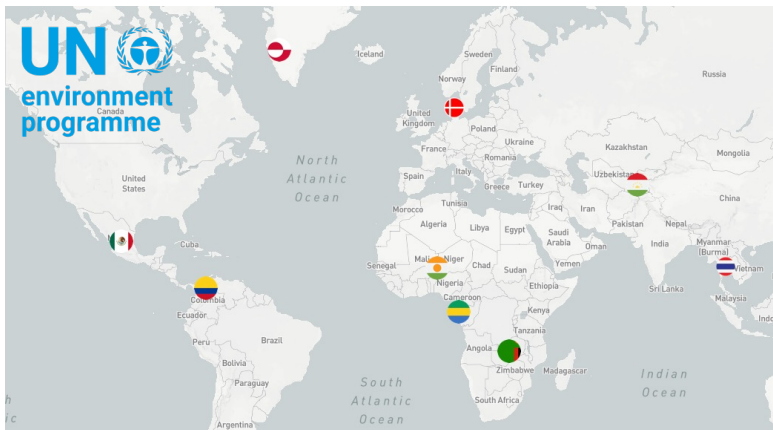 UN
environment
programme
Canada
Iceland
Sweden
Finland
Norway
Russia
United
Kingdom
Poland
Ukraine
France
Romania
Kazakhstan
Mongolia
North
Atlantic
Ocean
United
States
Spain
Italy
Greece
Turkey
Uzbekistan
China
Morocco
Tunisia
Iraq
Iran
Pakistan
Nepal
Algeria
Libya
Egypt
Saudi
Arabia
Oman
India
Myanmar
(Burma)
Cuba
Senegal
Mali
Niger
Chad
Sudan
Yemen
Vietnam
Nigeria
Ethiopia
Sri Lanka
Malaysia
Cameroon
Colombia
Ecuador
Kenya
Indo
Tanzania
Peru
Brazil
Angola
Bolivia
Zimbabwe
Madagascar
Paraguay
South
Atlantic
Ocean
Indian
Ocean
South Africa
Argentina
h
ic